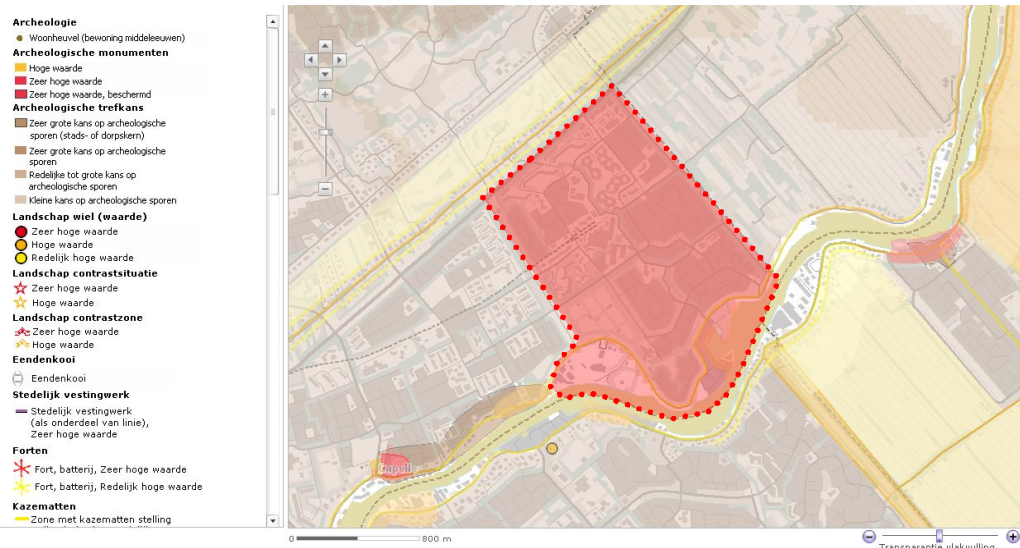 Archeologie
Woonheuvel (bewoning middeleeuwen)
Archeologische monumenten
Hoge waarde
Zeer hoge waarde
Zeer hoge waarde, beschermd
Archeologische trefkans
Zeer grote kans op archeologische
sporen (stads- of dorpskern)
Zeer grote kans op archeologische
sporen
Redelijke tot grote kans op
archeologische sporen
Kleine kans op archeologische sporen
Landschap wiel (waarde)
Zeer hoge waarde
Hoge waarde
Redelijk hoge waarde
Landschap contrastsituatie
Zeer hoge waarde
Hoge waarde
Landschap contrastzone
Zeer hoge waarde
Hoge waarde
Eendenkooi
Eendenkooi
Stedelijk vestingwerk
Stedelijk vestingwerk
(als onderdeel van linie),
Zeer hoge waarde
Forten
Fort, batterij, Zeer hoge waarde
Fort, batterij, Redelijk hoge waarde
Kazematten
Zone met kazematten stelling
Capelle
0 800 m
Transparantie vlakvulling